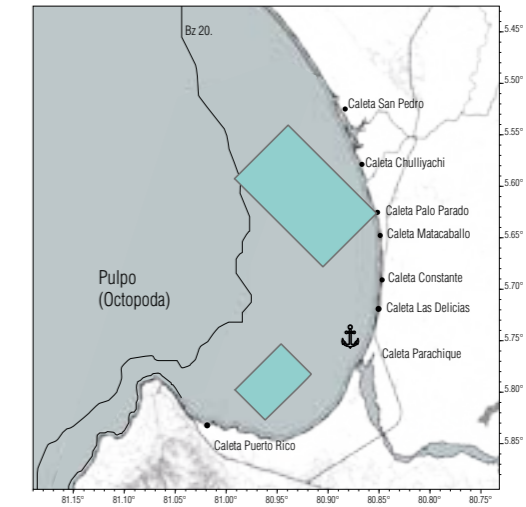 Bz 20.
5.45°
5.50°
Caleta San Pedro
5.55°
Caleta Chulliyachi
5.60°
Caleta Palo Parado
Caleta Matacaballo
5.65°
Pulpo
(Octopoda)
Caleta Constante
5.70°
Caleta Las Delicias
5.75°
Caleta Parachique
5.80°
Caleta Puerto Rico
5.85°
81.15° 81.10° 81.05° 81.00° 80.95° 80.90° 80.85° 80.80° 80.75°